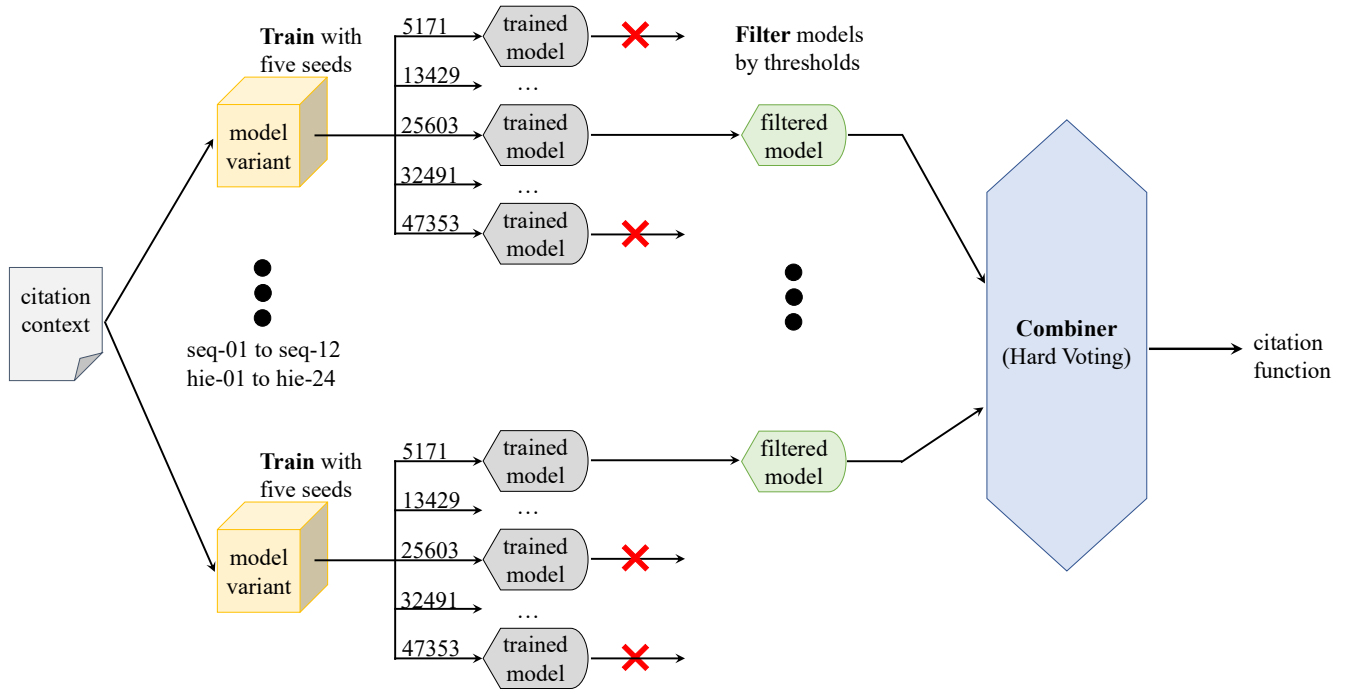 Train with
five seeds
model
variant
5171
13429
25603
32491
47353
trained
model
…
trained
model
…
trained
model
Filter models
by thresholds
filtered
model
citation
context
seq-01 to seq-12
hie-01 to hie-24
Combiner
(Hard Voting)
citation
function
Train with
five seeds
model
variant
5171
13429
25603
32491
47353
trained
model
…
trained
model
…
trained
model
filtered
model